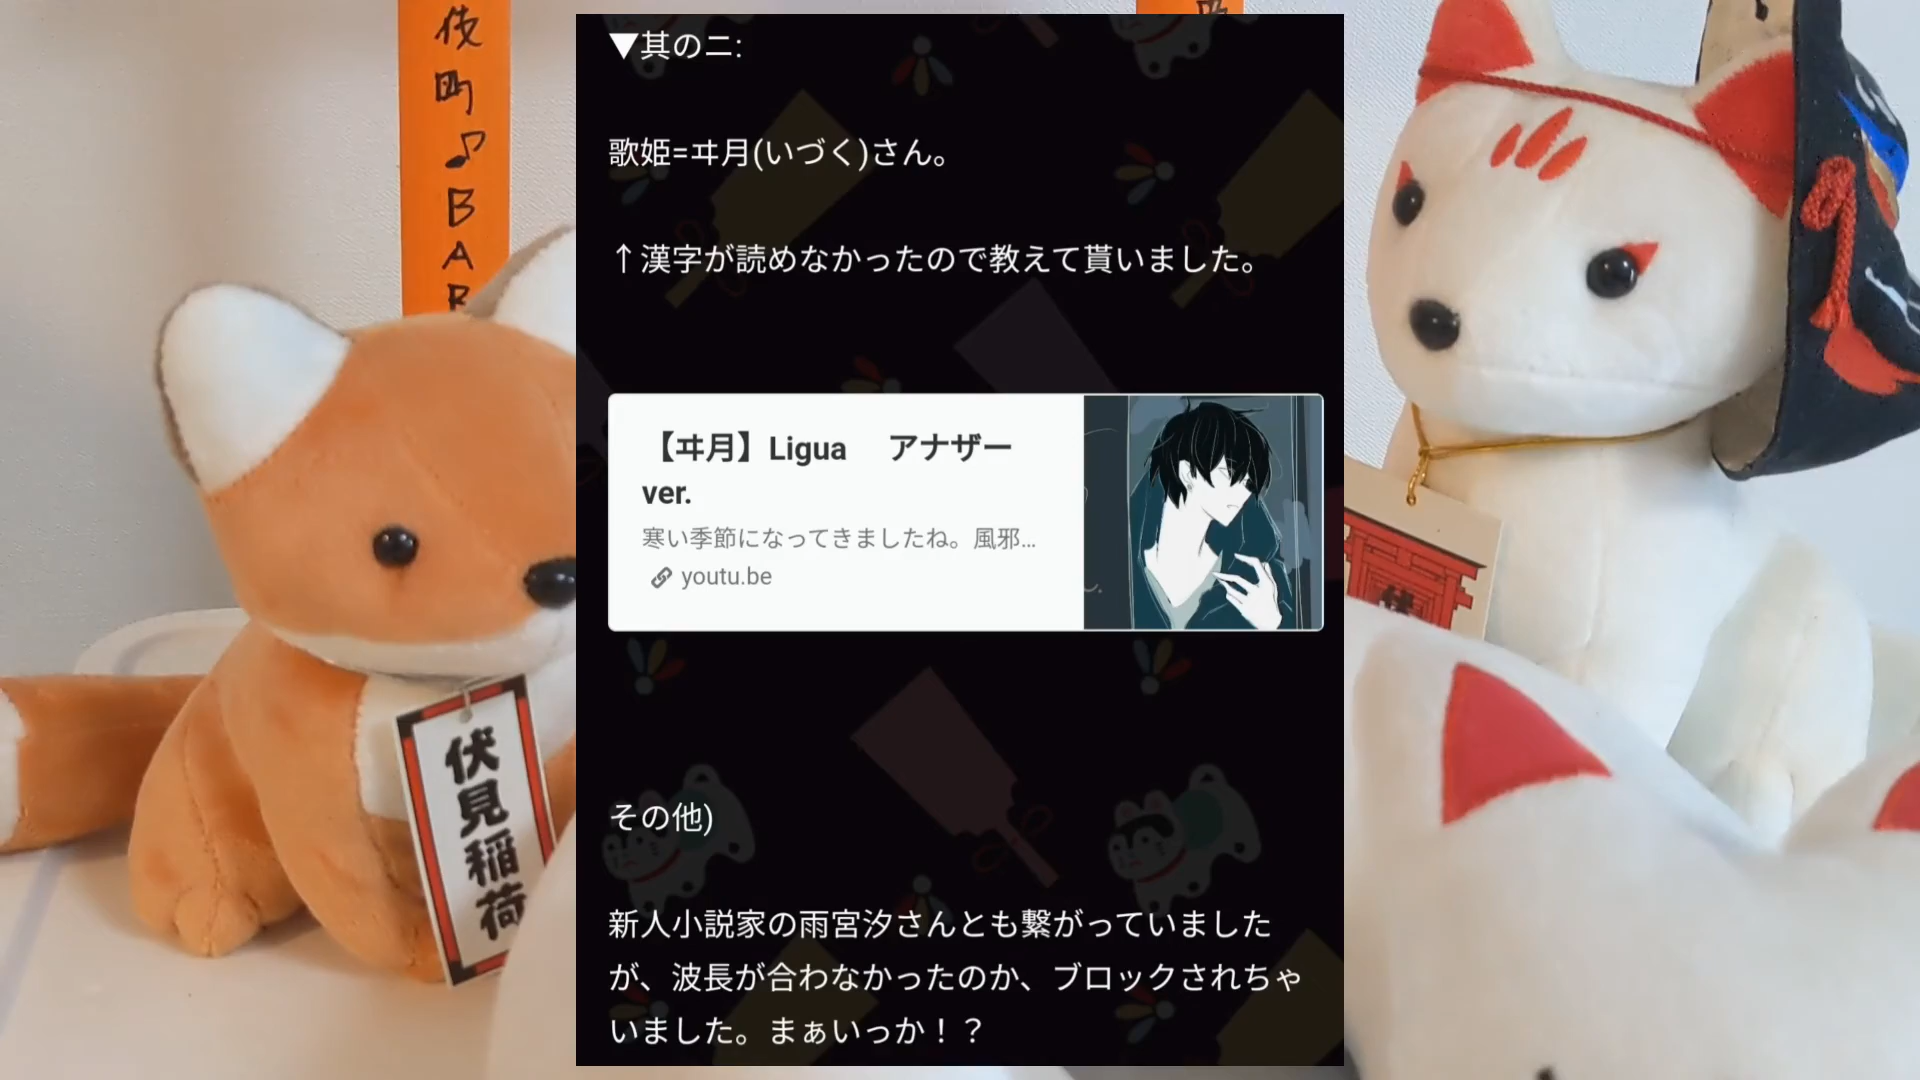 伎
町
♪
B
A
▼其の二:
歌姫=ヰ月(いづく)さん。
↑漢字が読めなかったので教えて貰いました。
【ヰ月】Ligua　アナザー
ver.
寒い季節になってきましたね。風邪...
youtu.be
その他)
新人小説家の雨宮汐さんとも繋がっていました
が、波長が合わなかったのか、ブロックされちゃ
いました。まぁいっか！？
伏見稲荷